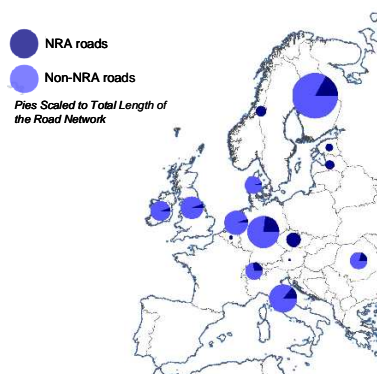 NRA roads
Non-NRA roads
Pies Scaled to Total Length of
the Road Network